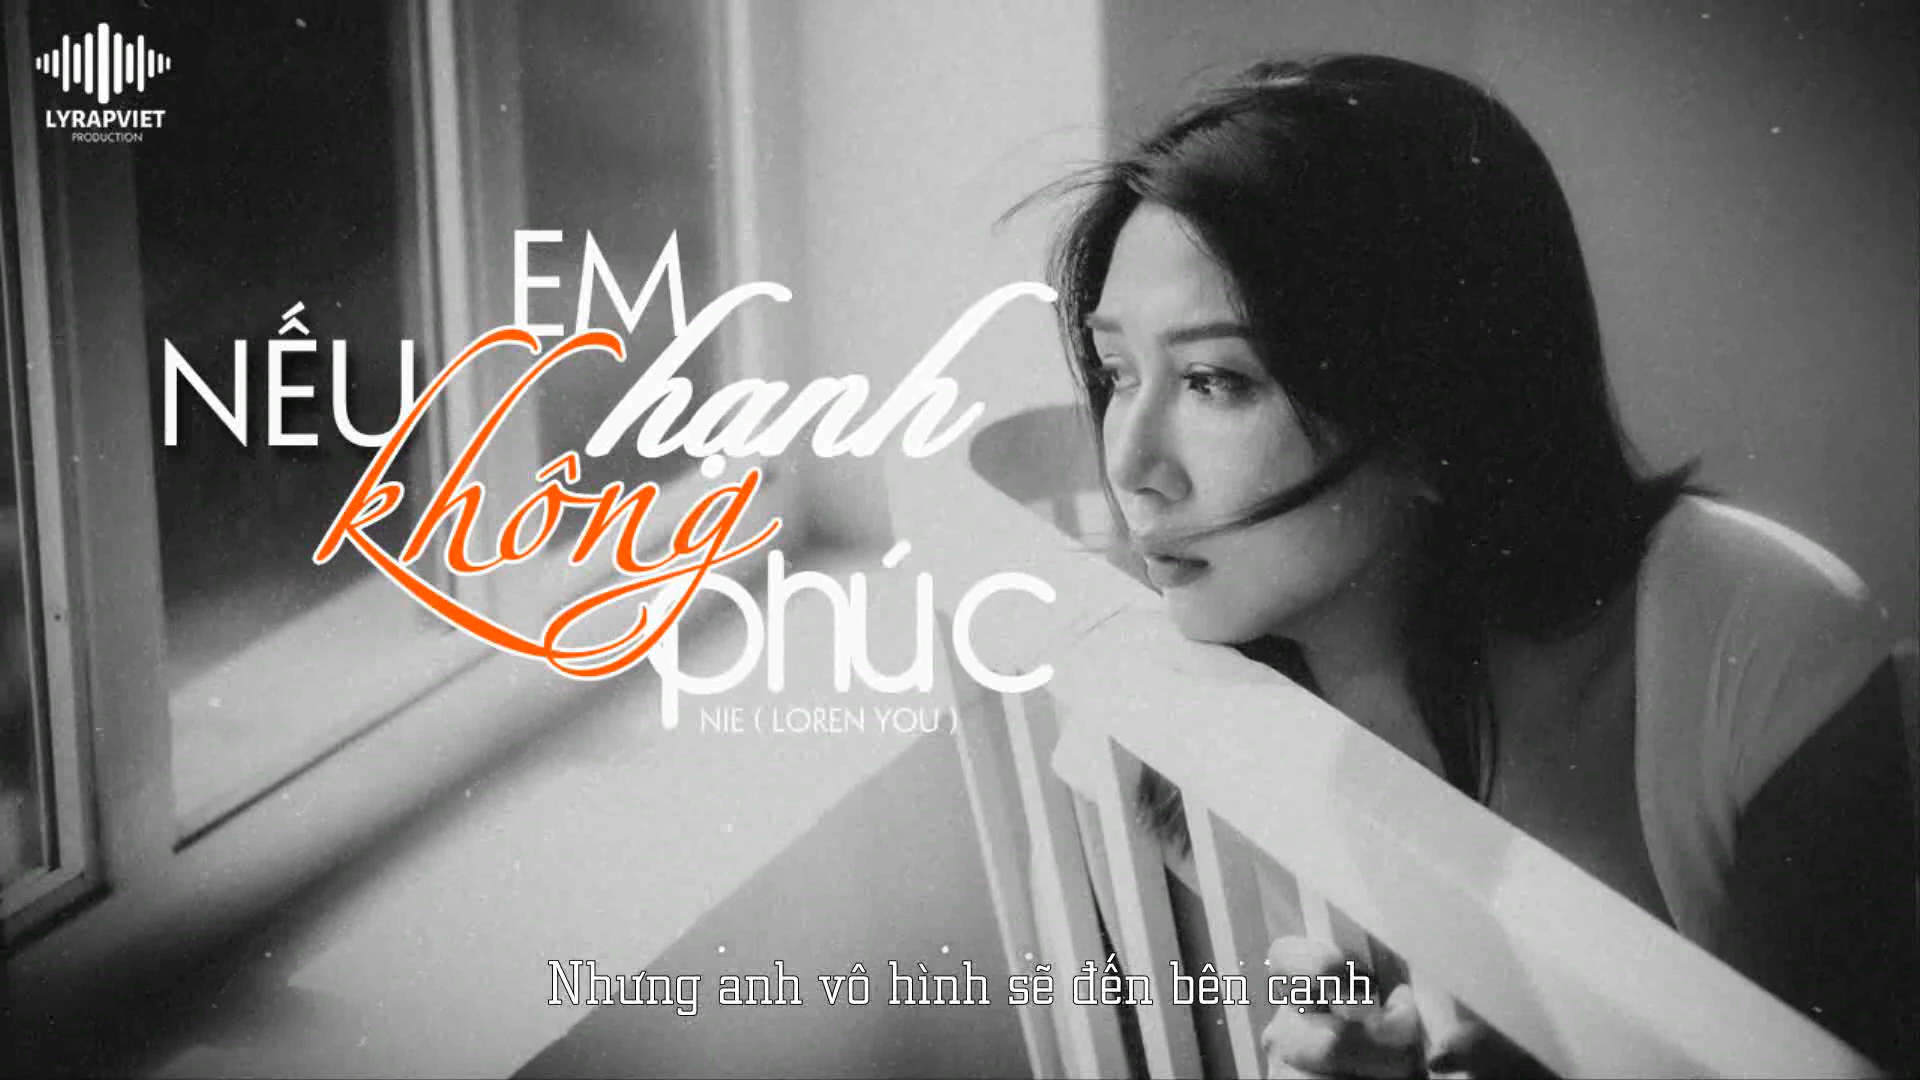 LYRAPVIET
PRODUCTION
NẾU EM
không hạnh
phúc
NIE ( LOREN YOU )
Nhưng anh vô hình sẽ đến bên cạnh